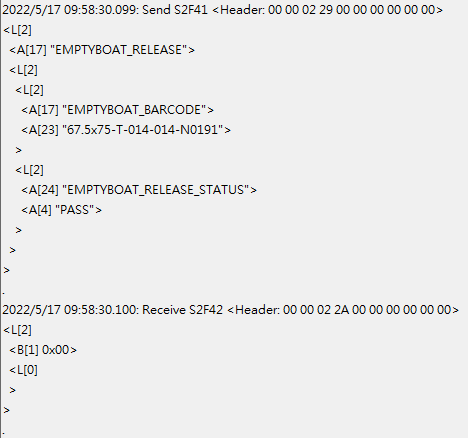 2022/5/17 09:58:30.099: Send S2F41 <Header: 00 00 02 29 00 00 00 00 00 00>
<L[2]
<A[17] "EMPTYBOAT_RELEASE">
<L[2]
<L[2]
<A[17] "EMPTYBOAT_BARCODE">
<A[23] "67.5x75-T-014-014-N0191">
>
<L[2]
<A[24] "EMPTYBOAT_RELEASE_STATUS">
<A[4] "PASS">
>
>
>
.
2022/5/17 09:58:30.100: Receive S2F42 <Header: 00 00 02 2A 00 00 00 00 00 00>
<L[2]
<B[1] 0x00>
<L[0]
>
>
.